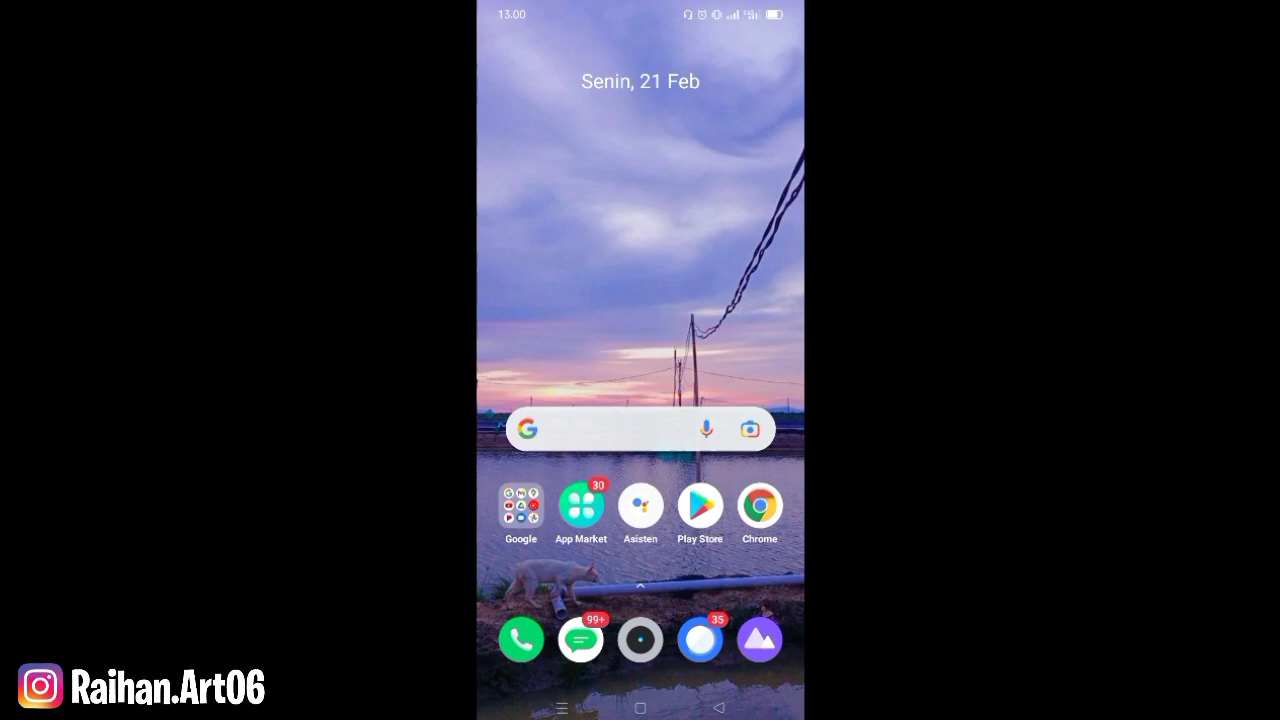 13.00
Senin, 21 Feb
30
Google
App Market
Asisten
Play Store
Chrome
99+
35
Raihan.Art06